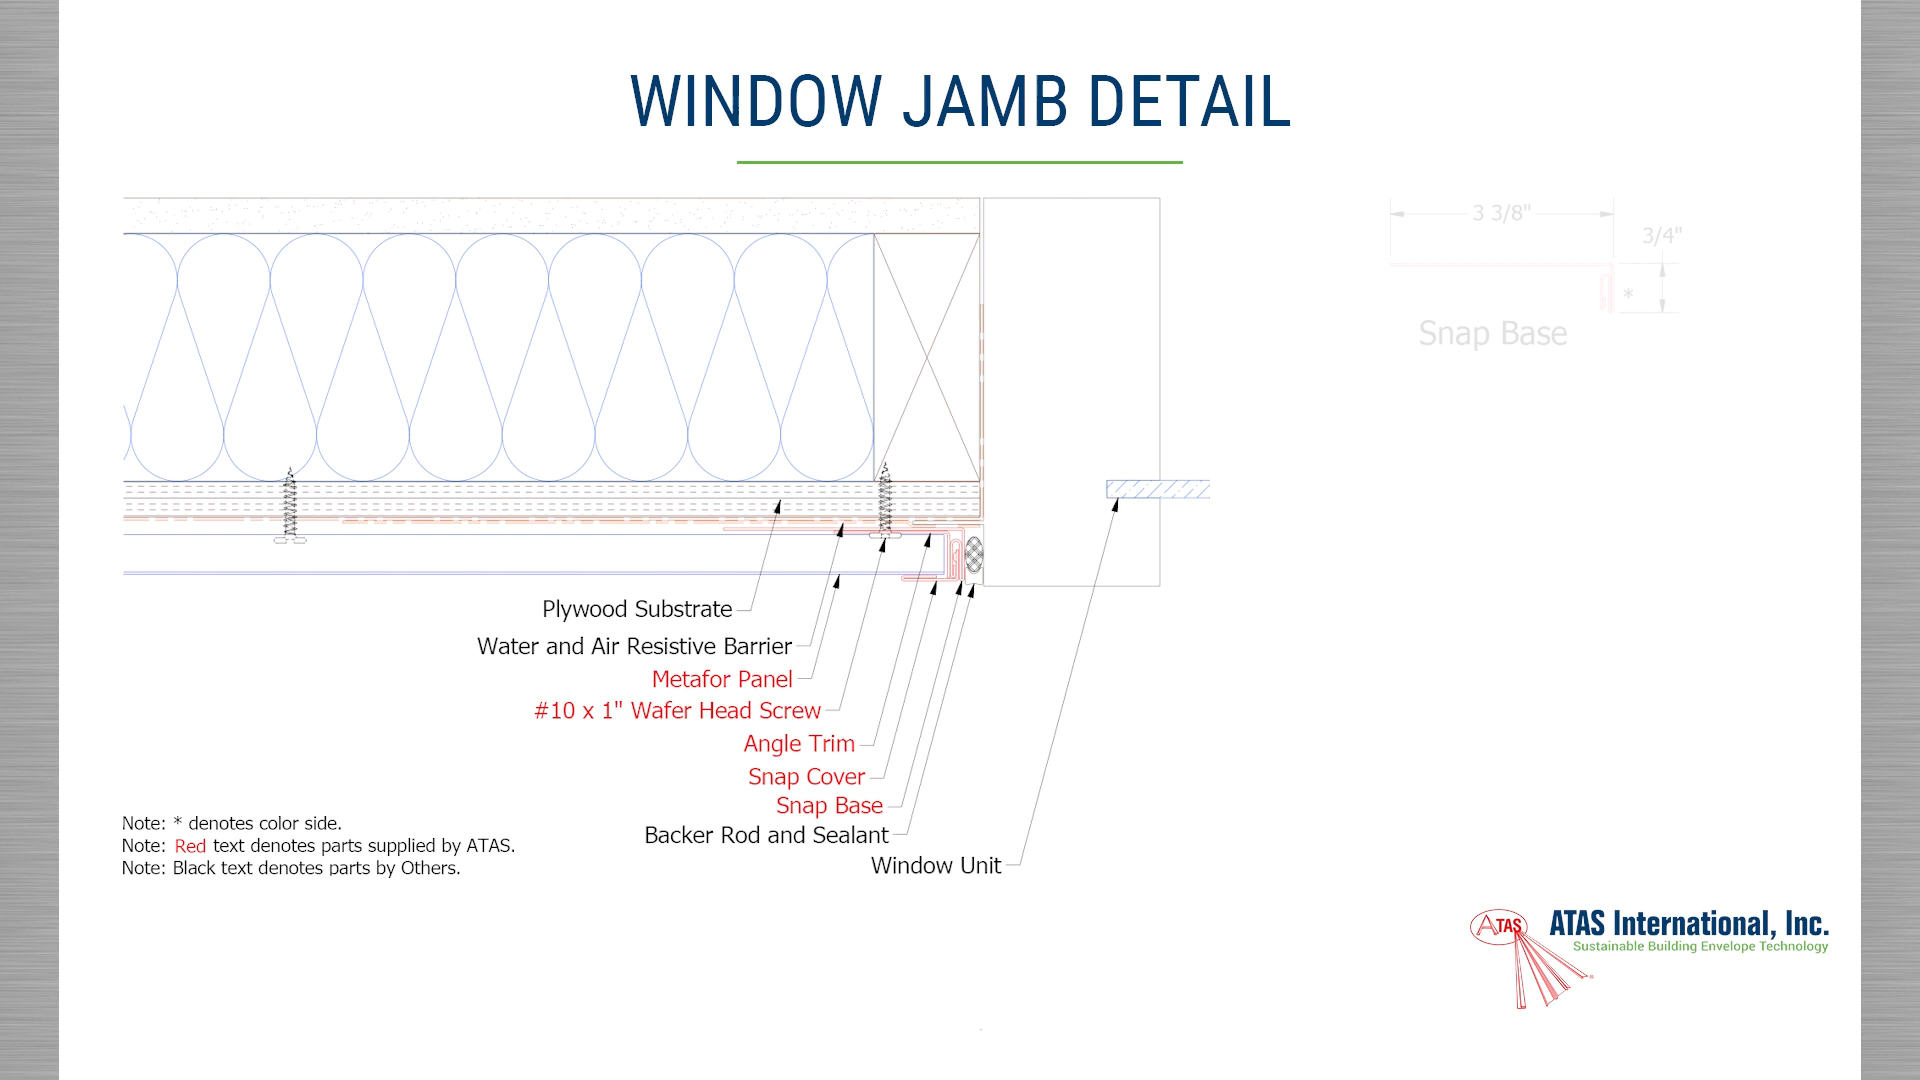 WINDOW JAMB DETAIL
3 3/8"
3/4"
*
Snap Base
Plywood Substrate
Water and Air Resistive Barrier
Metafor Panel
#10 x 1" Wafer Head Screw
Angle Trim
Snap Cover
Snap Base
Backer Rod and Sealant
Window Unit
Note: * denotes color side.
Note: Red text denotes parts supplied by ATAS.
Note: Black text denotes parts by Others.
ATAS
ATAS International, Inc.
Sustainable Building Envelope Technology